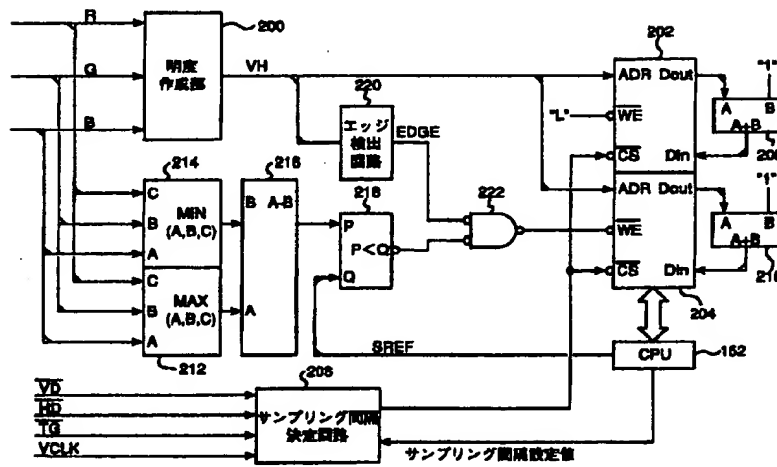 R
200
G
B
明度
作成部
VH
220
エッジ
検出
回路
EDGE
202
ADR Dout
"L"
WE
CS
Din
"1"
A
B
A+B
214
C
B
A
MIN
(A,B,C)
C
B
A
MAX
(A,B,C)
212
216
B A-B
A
218
P
P<Q
Q
222
ADR Dout
WE
CS
Din
204
"1"
A
B
A+B
SREF
CPU
152
VD
HD
TG
VCLK
208
サンプリング間隔
決定回路
サンプリング間隔設定値